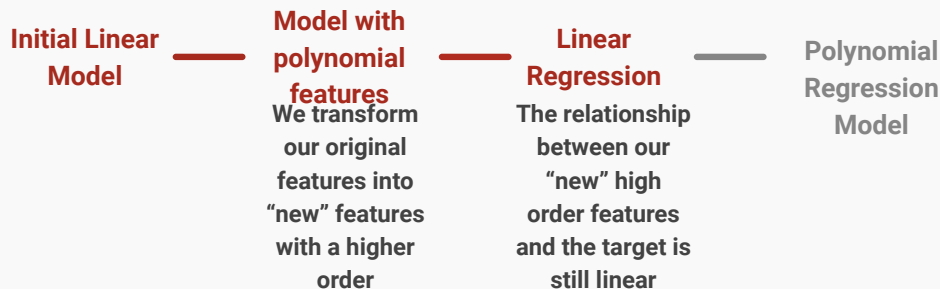 Initial Linear
Model
Model with
polynomial
features
We transform
our original
features into
“new” features
with a higher
order
Linear
Regression
The relationship
between our
“new” high
order features
and the target is
still linear
Polynomial
Regression
Model